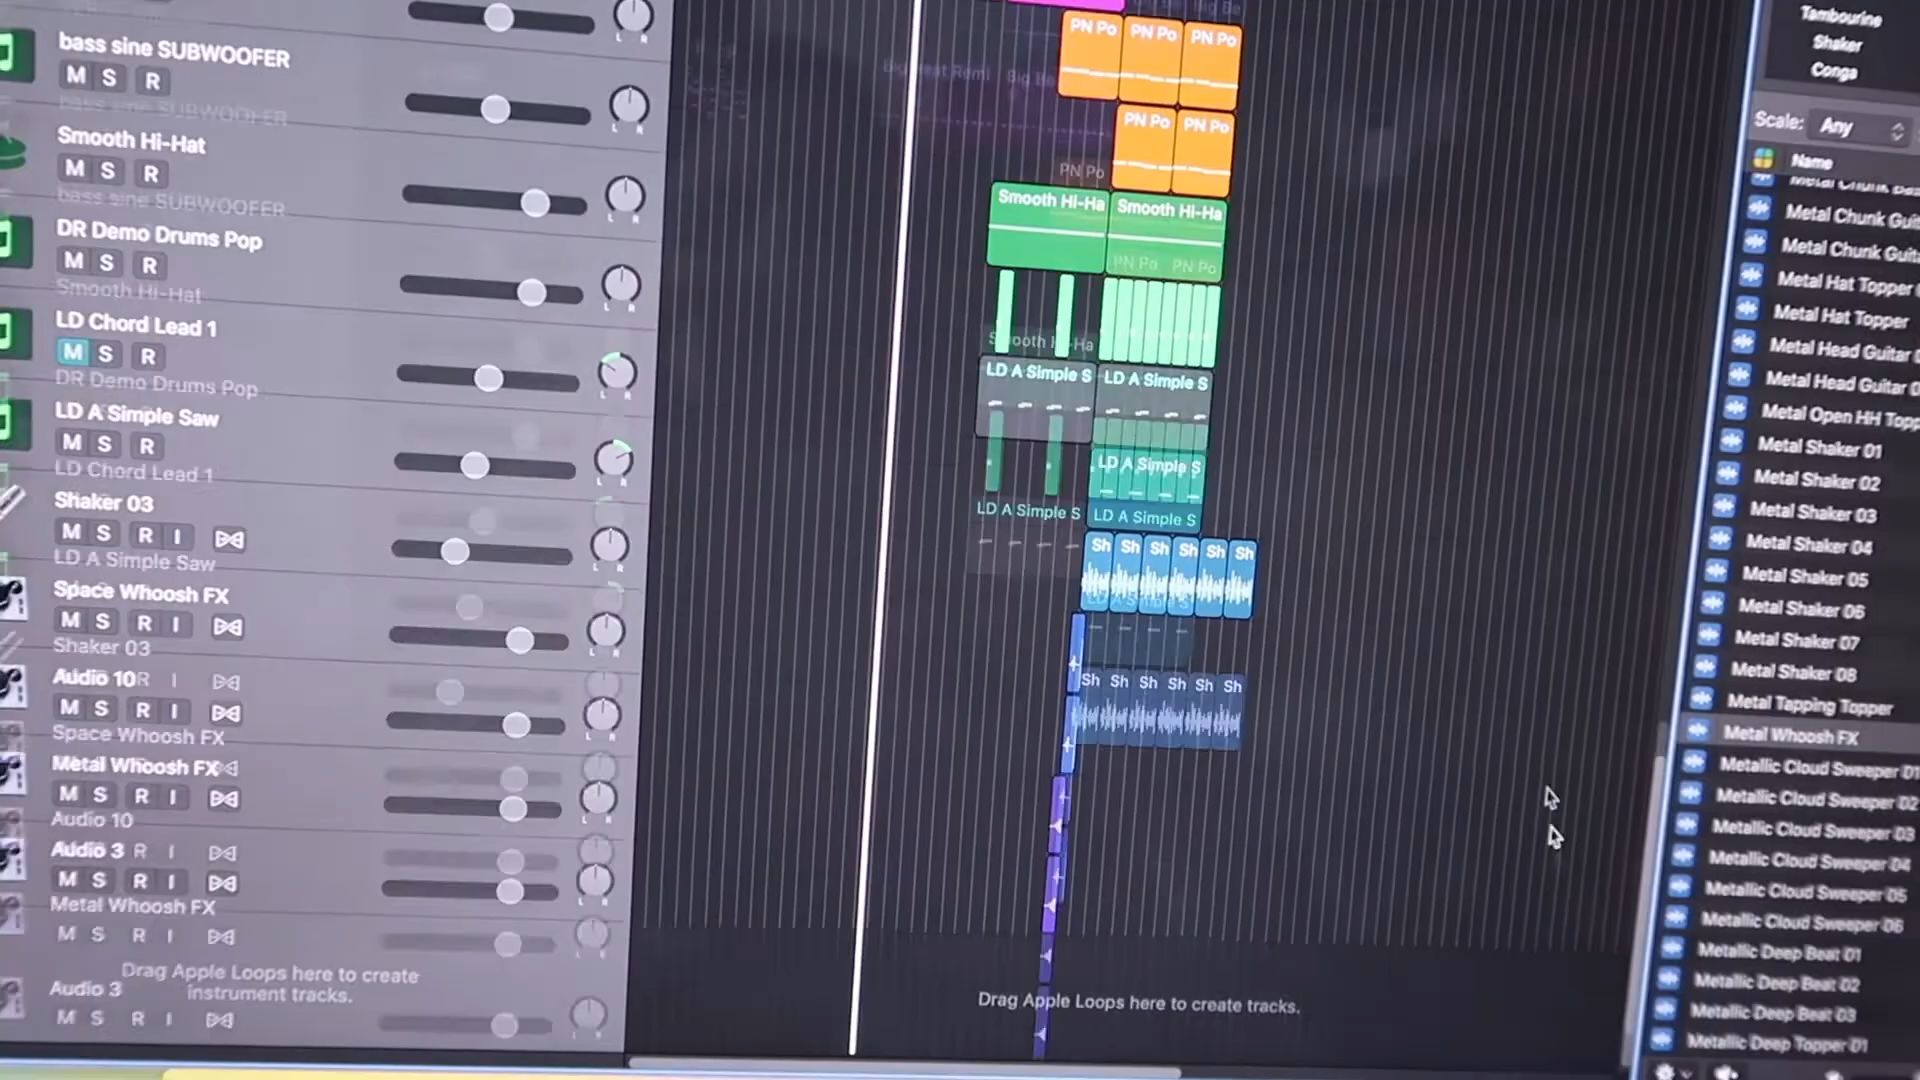 bass sine SUBWOOFER
M S R
bass sine SUBWOOFER
Smooth Hi-Hat
M S R
bass sine SUBWOOFER
DR Demo Drums Pop
M S R
Smooth Hi-Hat
LD Chord Lead 1
M S R
DR Demo Drums Pop
LD A Simple Saw
M S R
LD Chord Lead 1
Shaker 03
M S R I
LD A Simple Saw
Space Whoosh FX
M S R I
Shaker 03
Audio 10 R I
M S R I
Space Whoosh FX
Metal Whoosh FX
M S R I
Audio 10
Audio 3 R I
M S R I
Metal Whoosh FX
M S R I
Drag Apple Loops here to create
instrument tracks.
Audio 3
M S R I
PN Po PN Po PN Po
PN Po PN Po
PN Po
Smooth Hi-Ha Smooth Hi-Ha
PN Po PN Po
LD A Simple S LD A Simple S
LD A Simple S
LD A Simple S LD A Simple S
Sh Sh Sh Sh Sh Sh
LD A Simple S
Sh Sh Sh Sh Sh Sh
Drag Apple Loops here to create tracks.
Tambourine
Shaker
Conga
Scale: Any
Name
Metal Chunk Gui
Metal Chunk Guit
Metal Hat Topper
Metal Hat Topper
Metal Head Guitar 0
Metal Head Guitar 0
Metal Open HH Topp
Metal Shaker 01
Metal Shaker 02
Metal Shaker 03
Metal Shaker 04
Metal Shaker 05
Metal Shaker 06
Metal Shaker 07
Metal Shaker 08
Metal Tapping Topper
Metal Whoosh FX
Metallic Cloud Sweeper 01
Metallic Cloud Sweeper 02
Metallic Cloud Sweeper 03
Metallic Cloud Sweeper 04
Metallic Cloud Sweeper 05
Metallic Cloud Sweeper 06
Metallic Deep Beat 01
Metallic Deep Beat 02
Metallic Deep Beat 03
Metallic Deep Topper 01